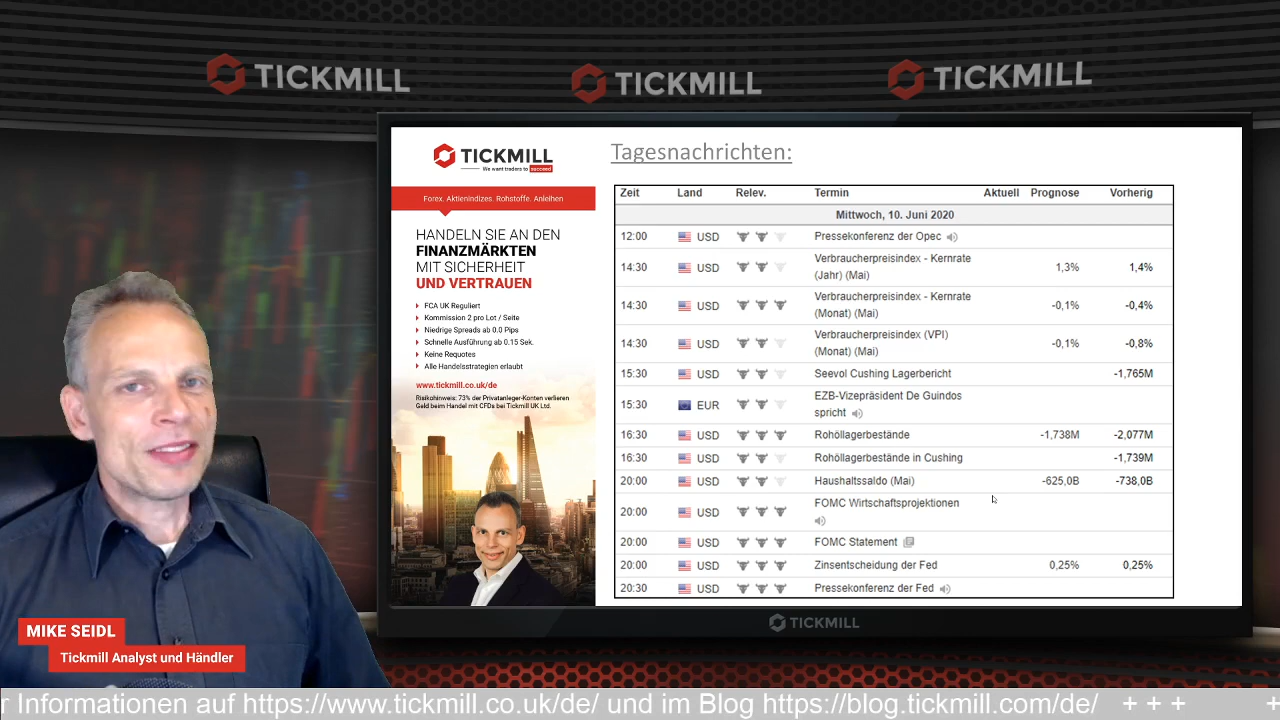 TICKMILL
TICKMILL
TICKMILL
TICKMILL
We want traders to succeed
Forex. Aktienindizes. Rohstoffe. Anleihen
HANDELN SIE AN DEN
FINANZMÄRKTEN
MIT SICHERHEIT
UND VERTRAUEN
FCA UK Reguliert
Kommission 2 pro Lot / Seite
Niedrige Spreads ab 0.0 Pips
Schnelle Ausführung ab 0.15 Sek.
Keine Requotes
Alle Handelsstrategien erlaubt
www.tickmill.co.uk/de
Risikohinweis: 73% der Privatanleger-Konten verlieren
Geld beim Handel mit CFDs bei Tickmill UK Ltd.
Tagesnachrichten:
Zeit Land Relev. Termin Aktuell Prognose Vorherig
Mittwoch, 10. Juni 2020
12:00 USD Pressekonferenz der Opec
14:30 USD Verbraucherpreisindex - Kernrate
(Jahr) (Mai) 1,3% 1,4%
14:30 USD Verbraucherpreisindex - Kernrate
(Monat) (Mai) -0,1% -0,4%
14:30 USD Verbraucherpreisindex (VPI)
(Monat) (Mai) -0,1% -0,8%
15:30 USD Seevol Cushing Lagerbericht -1,765M
15:30 EUR EZB-Vizepräsident De Guindos
spricht
16:30 USD Rohöllagerbestände -1,738M -2,077M
16:30 USD Rohöllagerbestände in Cushing -1,739M
20:00 USD Haushaltssaldo (Mai) -625,0B -738,0B
20:00 USD FOMC Wirtschaftsprojektionen
20:00 USD FOMC Statement
20:00 USD Zinsentscheidung der Fed 0,25% 0,25%
20:30 USD Pressekonferenz der Fed
TICKMILL
MIKE SEIDL
Tickmill Analyst und Händler
r Informationen auf https://www.tickmill.co.uk/de/ und im Blog https://blog.tickmill.com/de/ + + + +